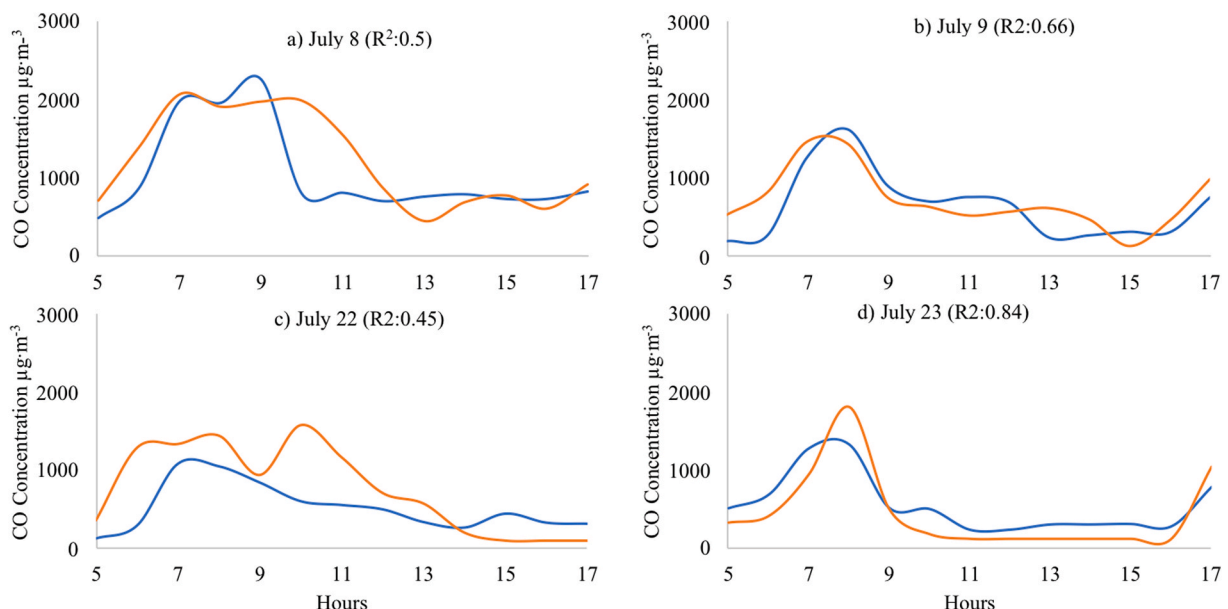 a) July 8 (R²:0.5)
CO Concentration µg·m⁻³
3000
2000
1000
0
5 7 9 11 13 15 17
b) July 9 (R2:0.66)
CO Concentration µg·m⁻³
3000
2000
1000
0
5 7 9 11 13 15 17
c) July 22 (R2:0.45)
CO Concentration µg·m⁻³
3000
2000
1000
0
5 7 9 11 13 15 17
Hours
d) July 23 (R2:0.84)
CO Concentration µg·m⁻³
3000
2000
1000
0
5 7 9 11 13 15 17
Hours